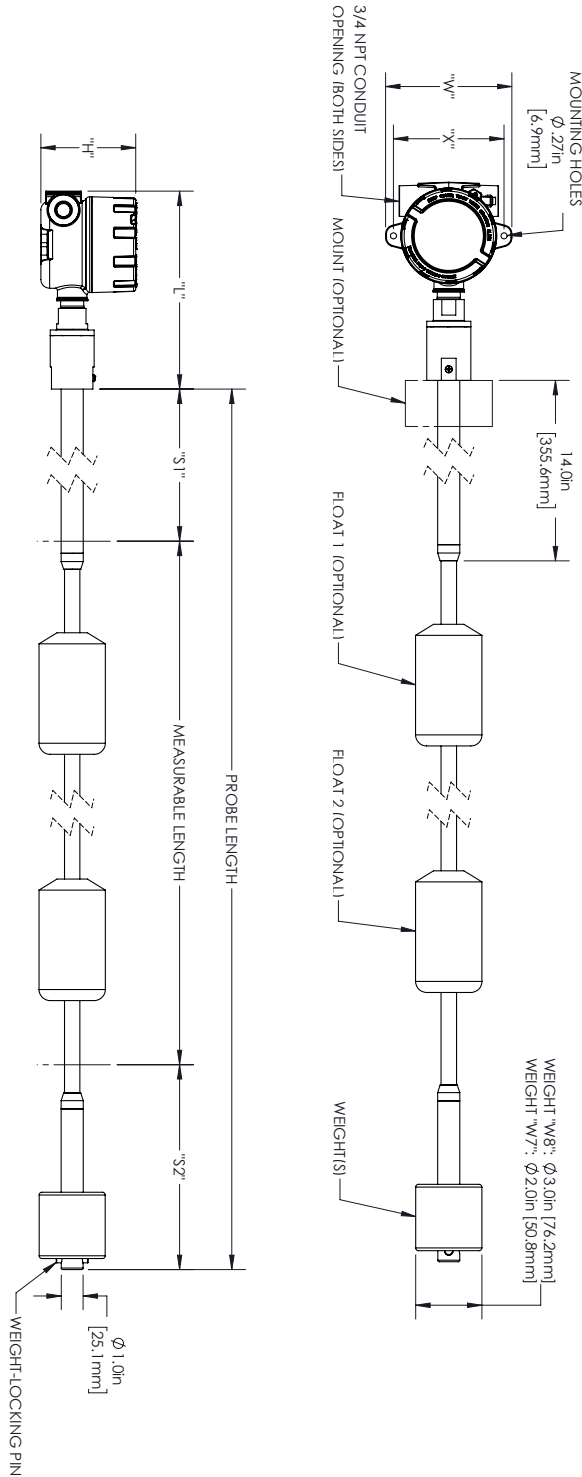 MOUNTING HOLES
Ø .27in
[6.9mm]
"W"
"X"
3/4 NPT CONDUIT
OPENING (BOTH SIDES)
MOUNT (OPTIONAL)
14.0in
[355.6mm]
FLOAT 1 (OPTIONAL)
FLOAT 2 (OPTIONAL)
WEIGHT "W8": Ø 3.0in [76.2mm]
WEIGHT "W7": Ø 2.0in [50.8mm]
WEIGHT(S)
"H"
"L"
"S1"
PROBE LENGTH
MEASURABLE LENGTH
"S2"
Ø 1.0in
[25.1mm]
WEIGHT-LOCKING PIN